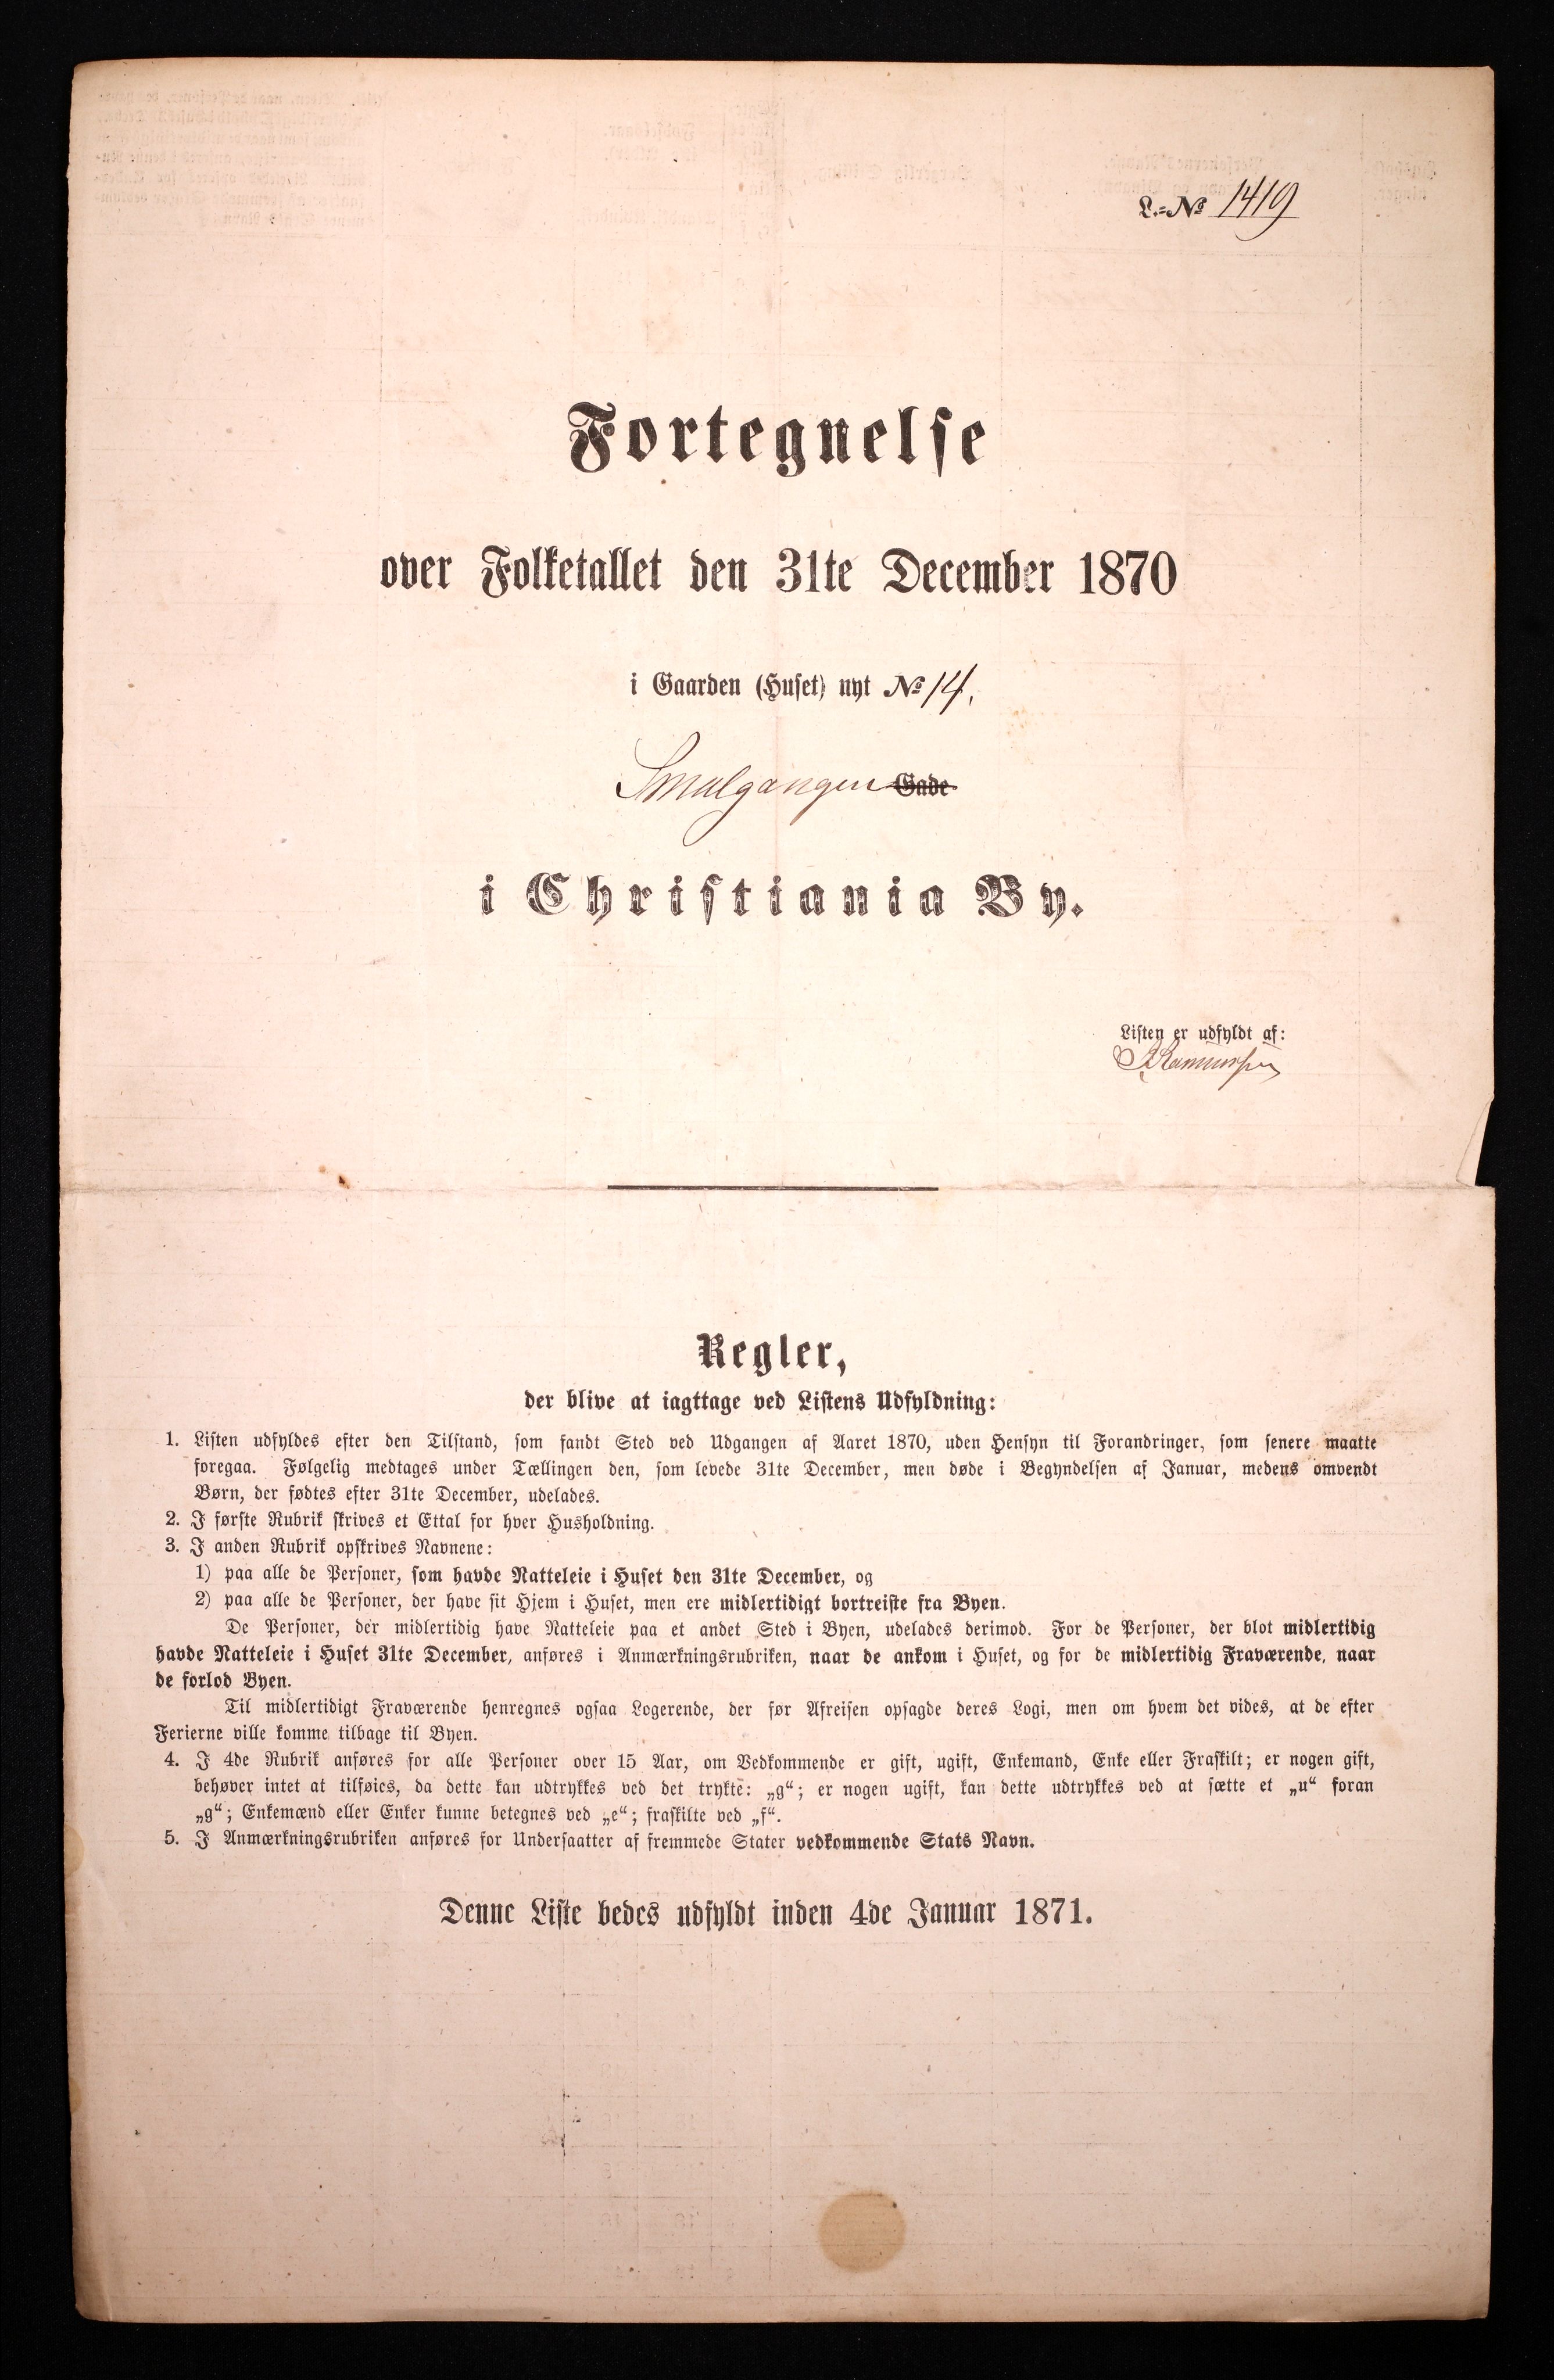 L.-No 1419
Fortegnelse
over Folketallet den 31te December 1870
i Gaarden (Huset) nyt No 14.
Smalgangen Gade
i Christiania By.
Listen er udfyldt af:
Rasmussen
Regler,
der blive at iagttage ved Listens Udfyldning:
1. Listen udfyldes efter den Tilstand, som fandt Sted ved Udgangen af Aaret 1870, uden Hensyn til Forandringer, som senere maatte
foregaa. Følgelig medtages under Tællingen den, som levede 31te December, men døde i Begyndelsen af Januar, medens omvendt
Børn, der fødtes efter 31te December, udelades.
2. I første Rubrik skrives et Ettal for hver Husholdning.
3. I anden Rubrik opskrives Navnene:
1) paa alle de Personer, som havde Natteleie i Huset den 31te December, og
2) paa alle de Personer, der have sit Hjem i Huset, men ere midlertidigt bortreiste fra Byen.
De Personer, der midlertidig have Natteleie paa et andet Sted i Byen, udelades derimod. For de Personer, der blot midlertidig
havde Natteleie i Huset 31te December, anføres i Anmærkningsrubriken, naar de ankom i Huset, og for de midlertidig Fraværende, naar
de forlod Byen.
Til midlertidigt Fraværende henregnes ogsaa Logerende, der før Afreisen opsagde deres Logi, men om hvem det vides, at de efter
Ferierne ville komme tilbage til Byen.
4. I 4de Rubrik anføres for alle Personer over 15 Aar, om Vedkommende er gift, ugift, Enkemand, Enke eller Fraskilt; er nogen gift,
behøver intet at tilføies, da dette kan udtrykkes ved det trykte: „g“; er nogen ugift, kan dette udtrykkes ved at sætte et „u“ foran
„g“; Enkemænd eller Enker kunne betegnes ved „e“; fraskilte ved „f“.
5. I Anmærkningsrubriken anføres for Undersaatter af fremmede Stater vedkommende Stats Navn.
Denne Liste bedes udfyldt inden 4de Januar 1871.